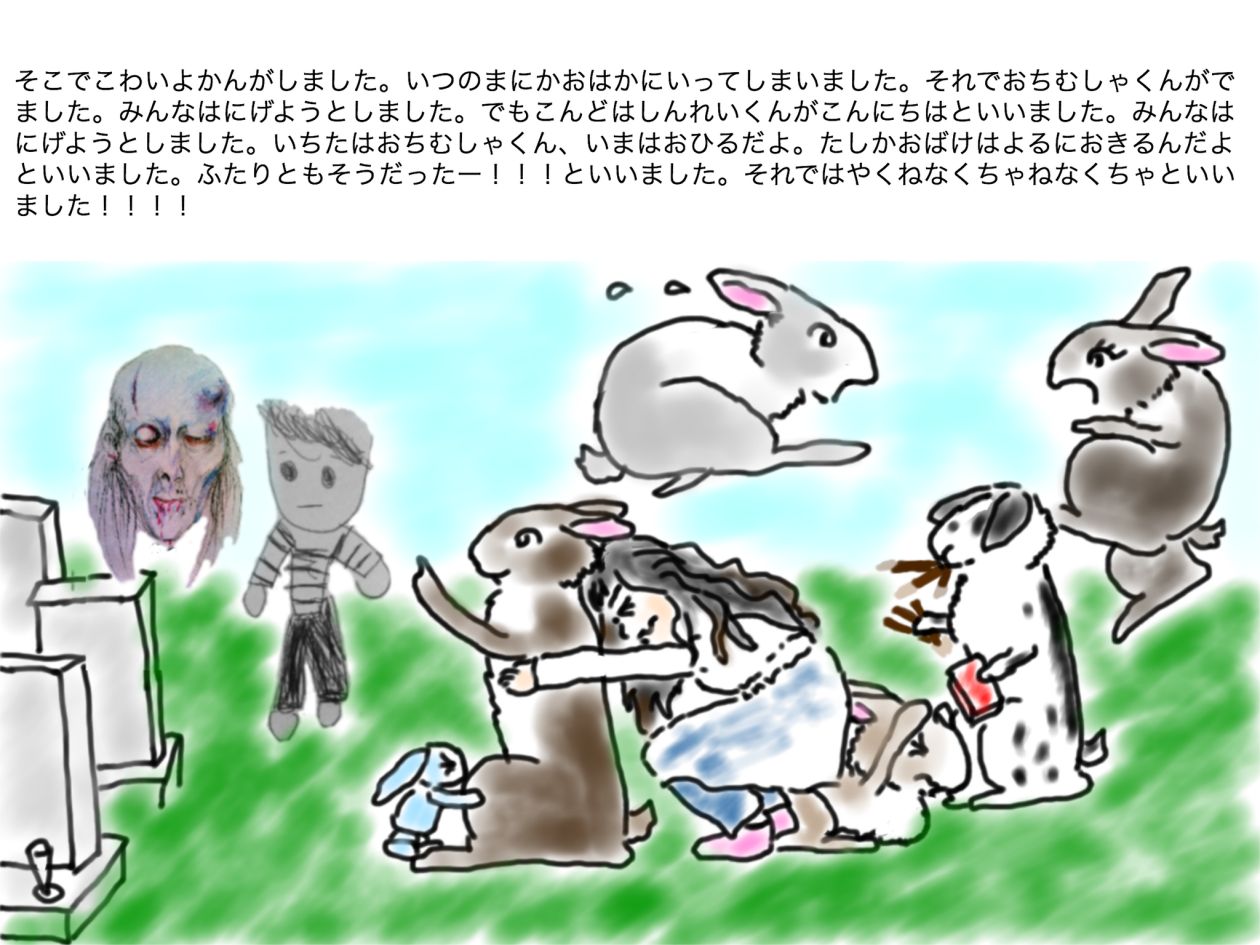 そこでこわいよかんがしました。いつのまにかおはかにいってしまいました。それでおちむしゃくんがで
ました。みんなはにげようとしました。でもこんどはしんれいくんがこんにちはといいました。みんなは
にげようとしました。いちたはおちむしゃくん、いまはおひるだよ。たしかおばけはよるにおきるんだよ
といいました。ふたりともそうだったー！！！といいました。それではやくねなくちゃねなくちゃといい
ました！！！！